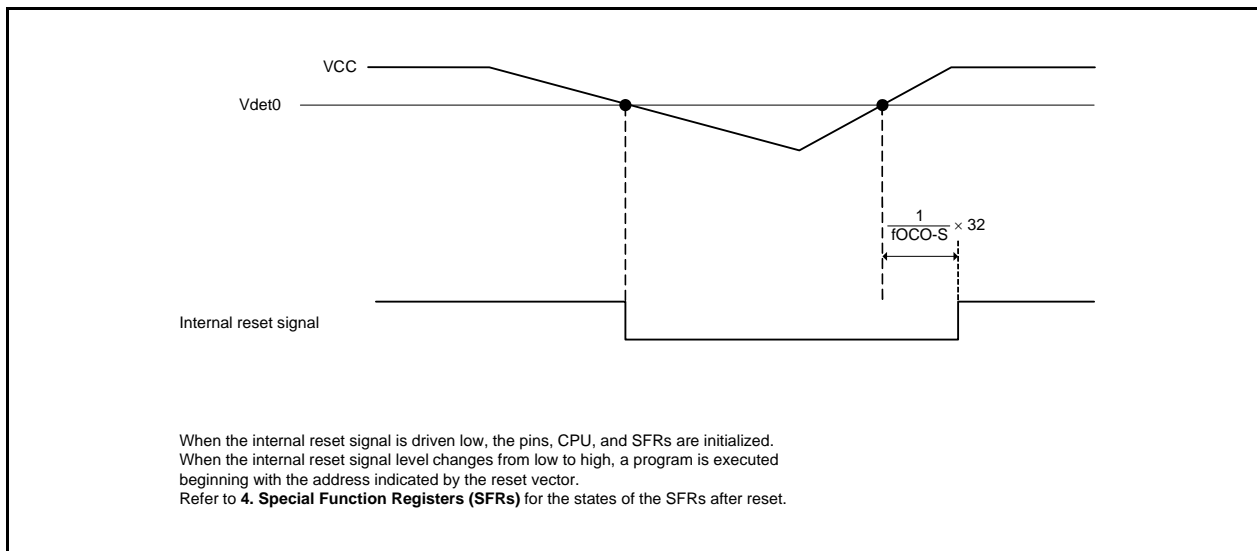 VCC
Vdet0
1
fOCO-S × 32
Internal reset signal
When the internal reset signal is driven low, the pins, CPU, and SFRs are initialized.
When the internal reset signal level changes from low to high, a program is executed
beginning with the address indicated by the reset vector.
Refer to 4. Special Function Registers (SFRs) for the states of the SFRs after reset.